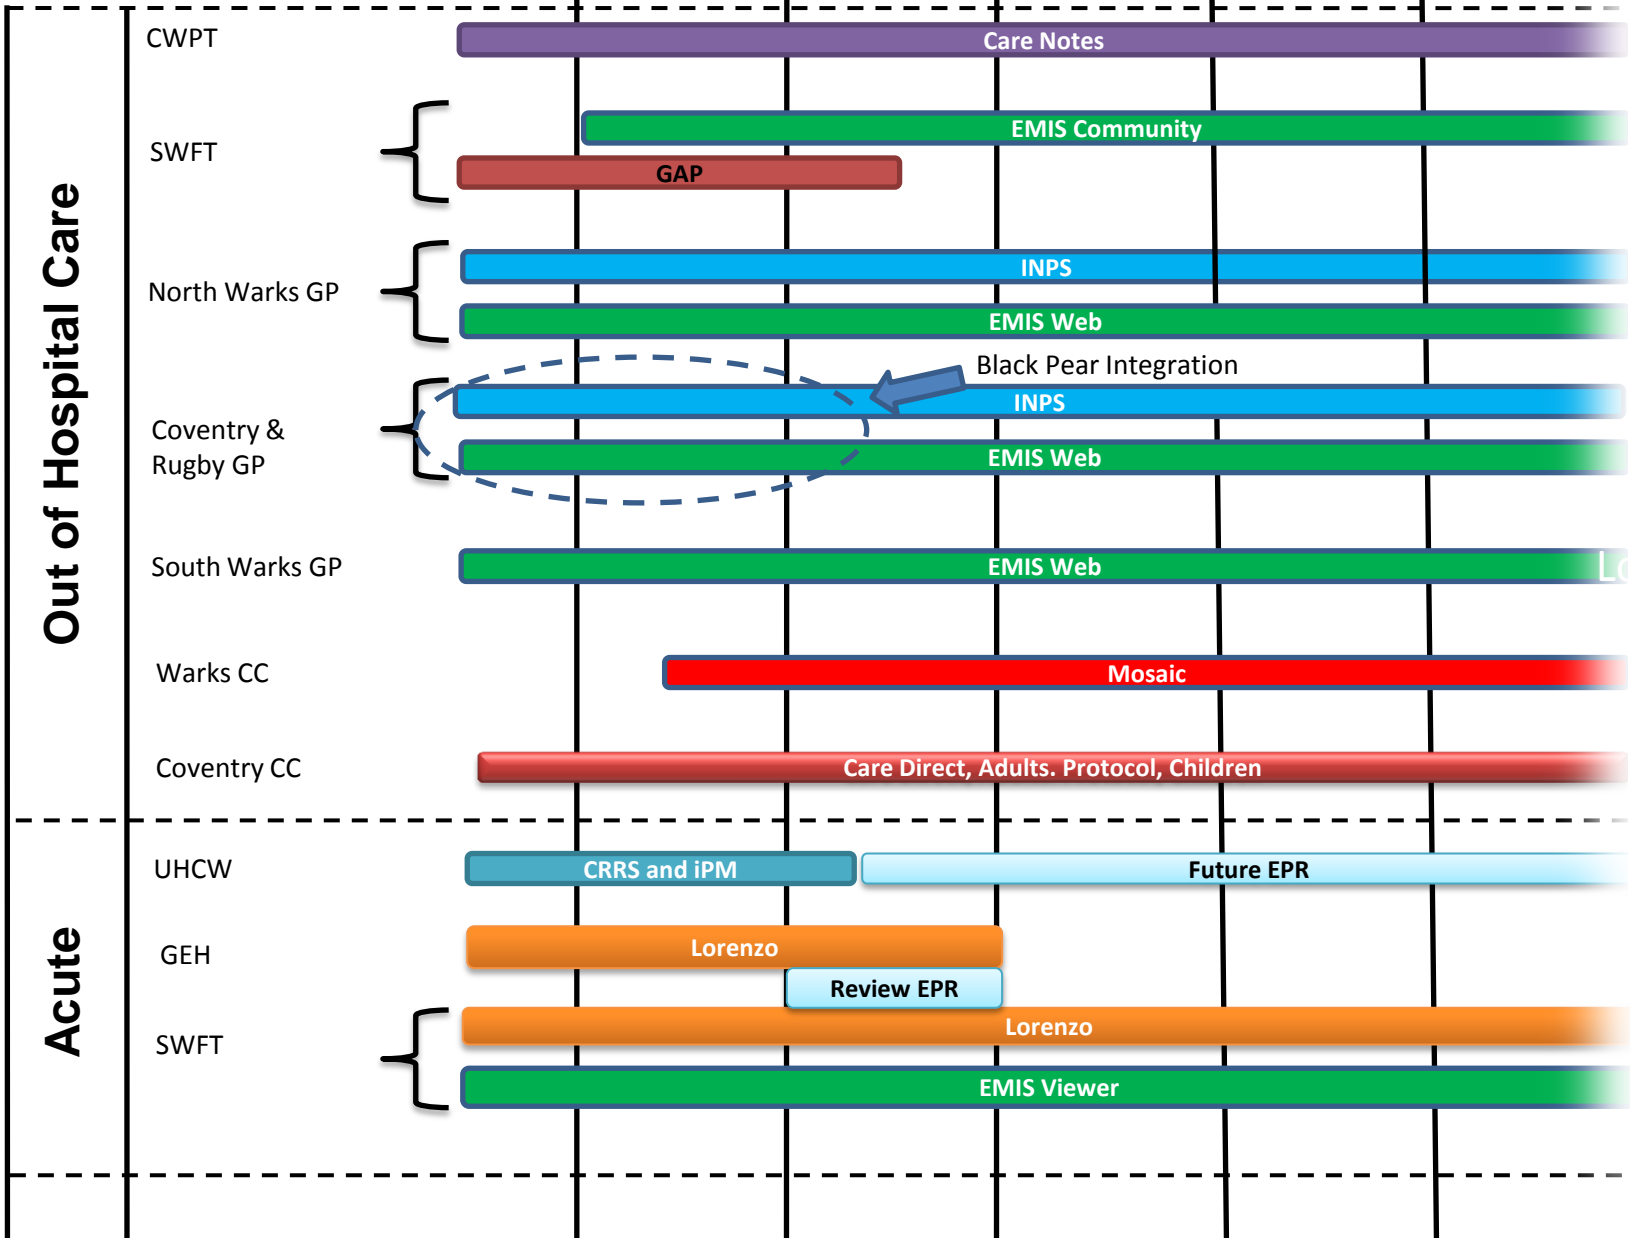 Out of Hospital Care
CWPT
Care Notes
SWFT
EMIS Community
GAP
North Warks GP
INPS
EMIS Web
Black Pear Integration
Coventry &
Rugby GP
INPS
EMIS Web
South Warks GP
EMIS Web
Lo
Warks CC
Mosaic
Coventry CC
Care Direct, Adults. Protocol, Children
Acute
UHCW
CRRS and iPM
Future EPR
GEH
Lorenzo
Review EPR
SWFT
Lorenzo
EMIS Viewer